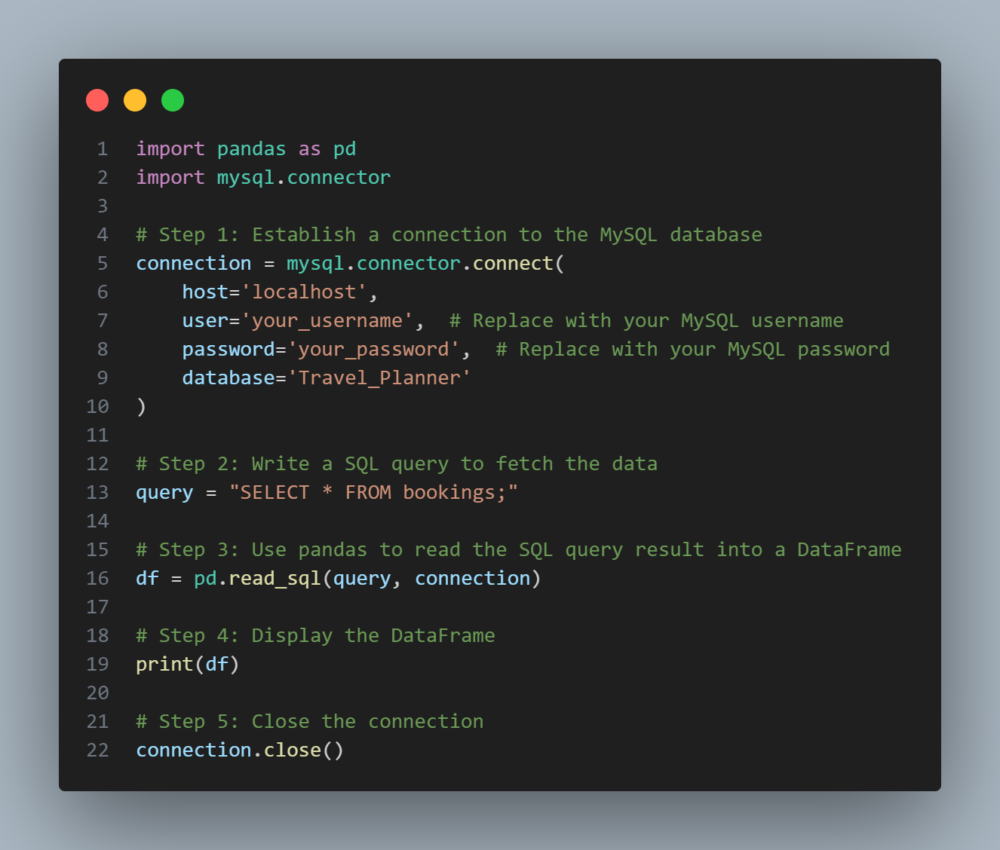 1 import pandas as pd
2 import mysql.connector
3
4 # Step 1: Establish a connection to the MySQL database
5 connection = mysql.connector.connect(
6     host='localhost',
7     user='your_username',  # Replace with your MySQL username
8     password='your_password',  # Replace with your MySQL password
9     database='Travel_Planner'
10 )
11
12 # Step 2: Write a SQL query to fetch the data
13 query = "SELECT * FROM bookings;"
14
15 # Step 3: Use pandas to read the SQL query result into a DataFrame
16 df = pd.read_sql(query, connection)
17
18 # Step 4: Display the DataFrame
19 print(df)
20
21 # Step 5: Close the connection
22 connection.close()